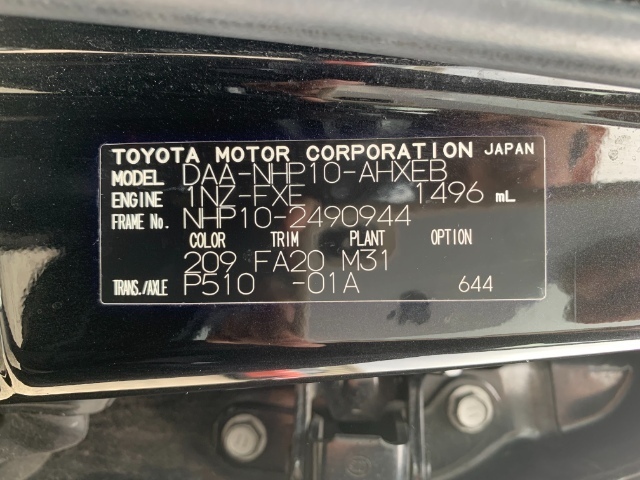 TOYOTA MOTOR CORPORATION JAPAN
MODEL DAA-NHP10-AHXEB
ENGINE 1NZ-FXE 1496 mL
FRAME No. NHP10-2490944
COLOR TRIM PLANT OPTION
209 FA20 M31
TRANS./AXLE P510 -01A 644